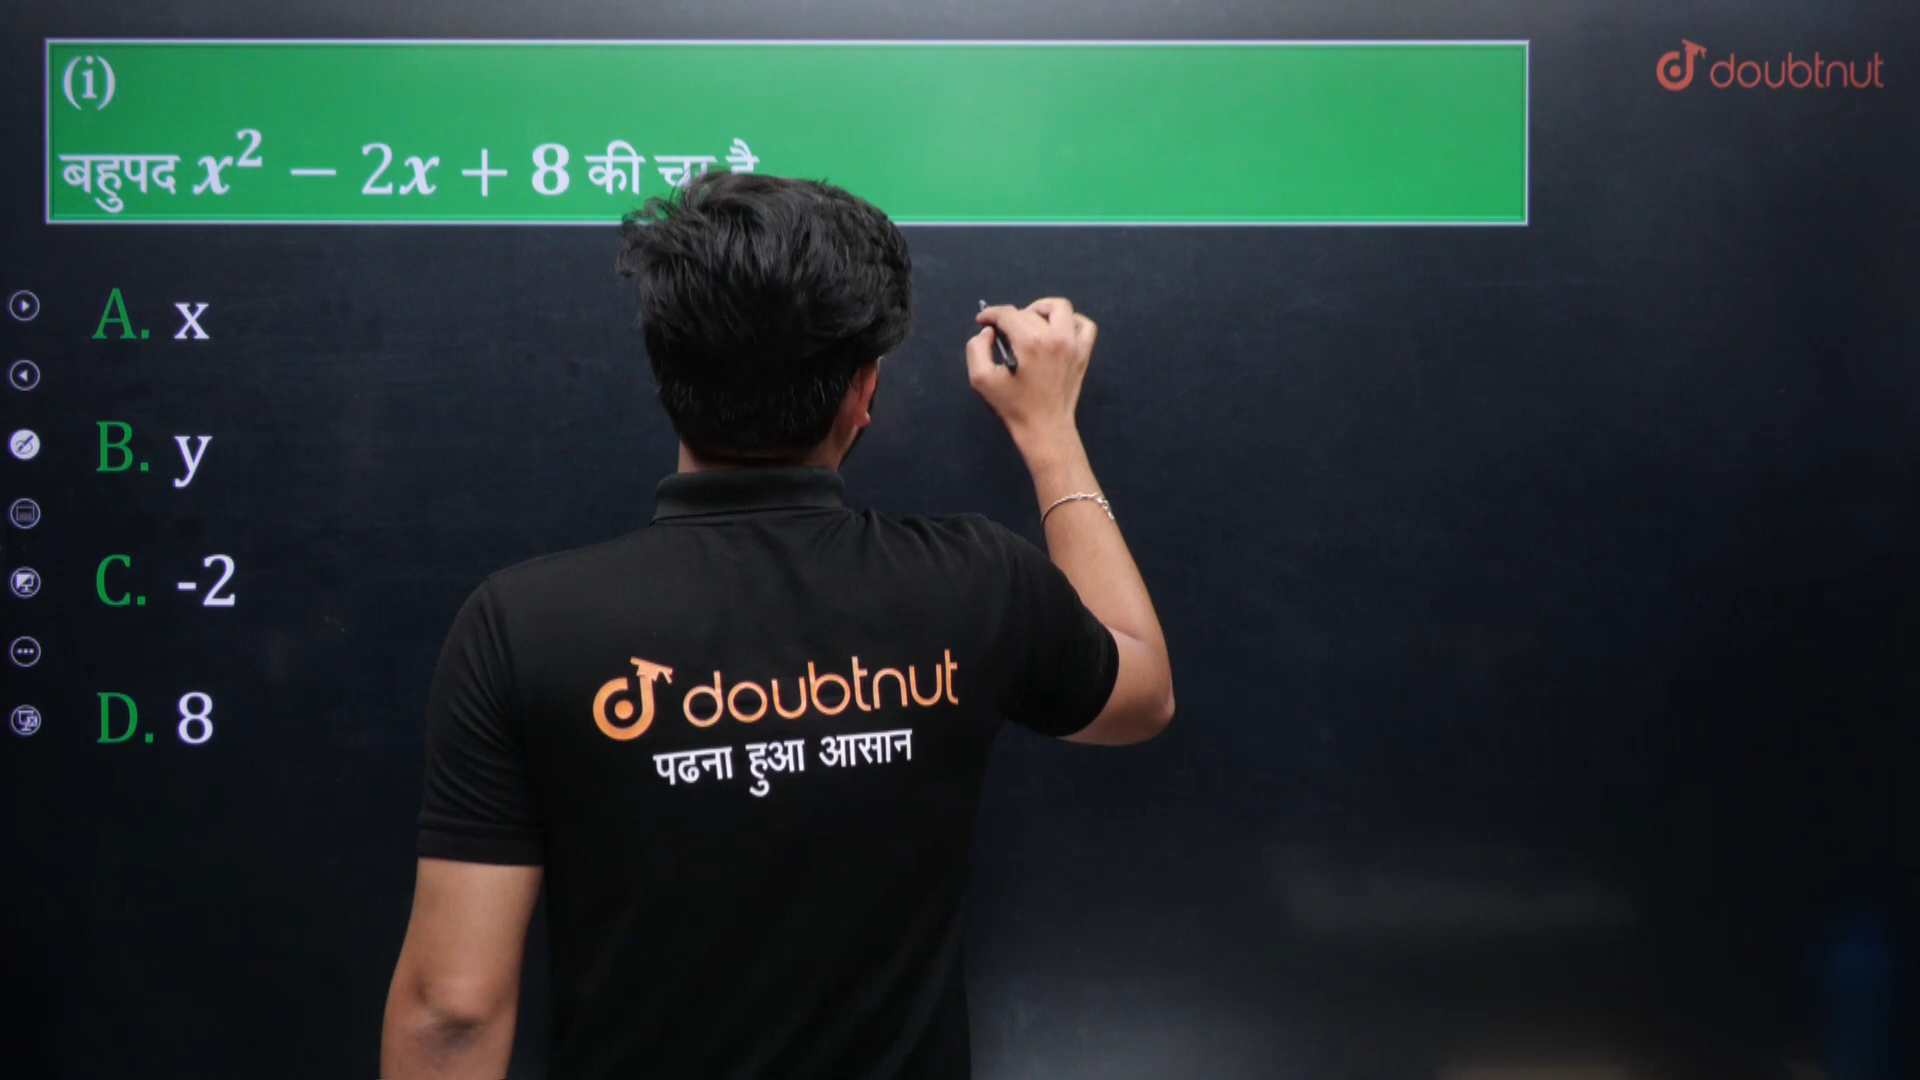 (i)
doubtnut
बहुपद x² − 2x + 8 की है
A. x
B. y
C. -2
D. 8
doubtnut
पढना हुआ आसान